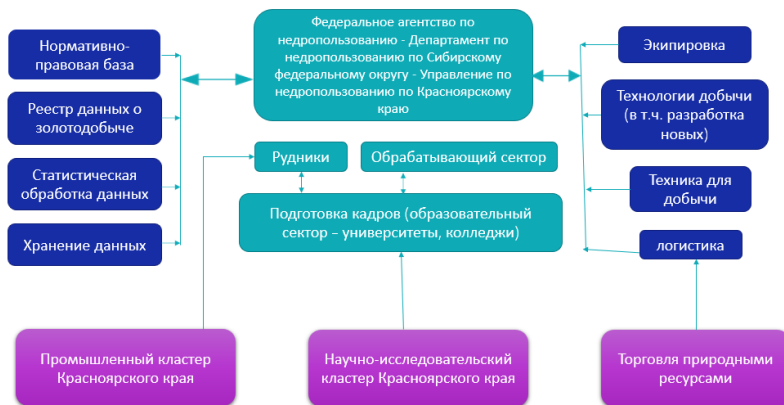 Нормативно-
правовая база
Реестр данных о
золотодобыче
Статистическая
обработка данных
Хранение данных
Федеральное агентство по
недропользованию - Департамент по
недропользованию по Сибирскому
федеральному округу - Управление по
недропользованию по Красноярскому
краю
Рудники
Обрабатывающий сектор
Подготовка кадров (образовательный
сектор – университеты, колледжи)
Экипировка
Технологии добычи
(в т.ч. разработка
новых)
Техника для
добычи
логистика
Промышленный кластер
Красноярского края
Научно-исследовательский
кластер Красноярского края
Торговля природными
ресурсами